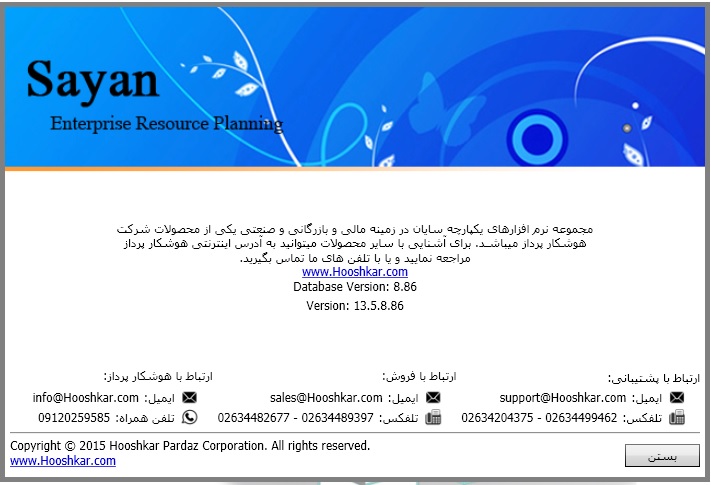 Sayan
Enterprise Resource Planning
مجموعه نرم افزارهای یکپارچه سایان در زمینه مالی و بازرگانی و صنعتی یکی از محصولات شرکت
هوشکار پرداز میباشد. برای آشنایی با سایر محصولات میتوانید به آدرس اینترنتی هوشکار پرداز
مراجعه نمایید و یا با تلفن های ما تماس بگیرید.
www.Hooshkar.com
Database Version: 8.86
Version: 13.5.8.86
ارتباط با پشتیبانی:
ایمیل: support@Hooshkar.com
تلفکس: 02634499462 - 02634204375
ارتباط با فروش:
ایمیل: sales@Hooshkar.com
تلفکس: 02634489397 - 02634482677
ارتباط با هوشکار پرداز:
ایمیل: info@Hooshkar.com
تلفن همراه: 09120259585
Copyright © 2015 Hooshkar Pardaz Corporation. All rights reserved.
www.Hooshkar.com
بستن